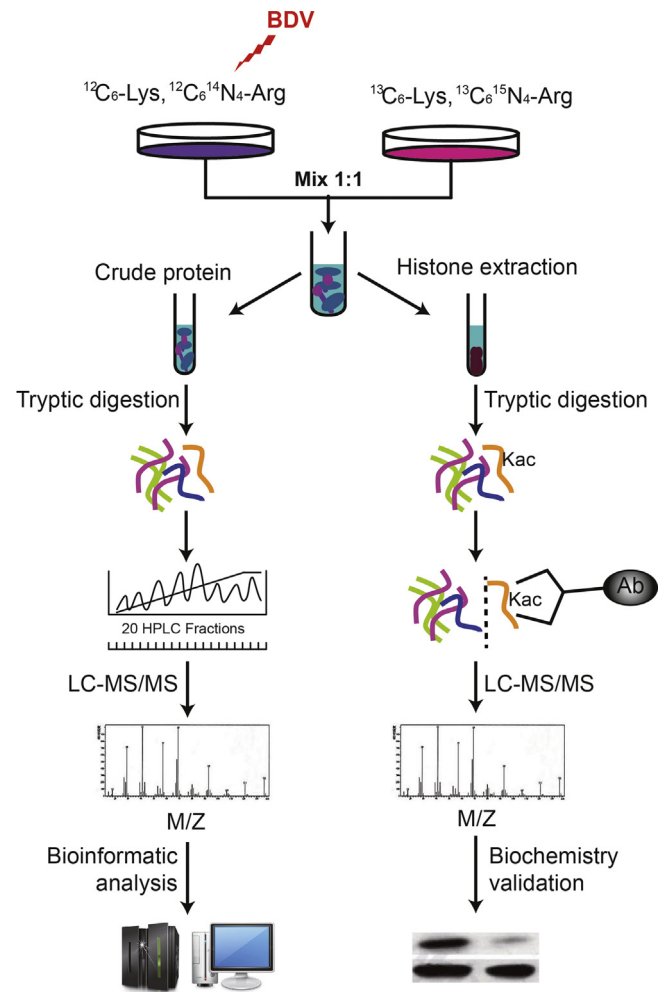 BDV
¹²C₆-Lys, ¹²C₆¹⁴N₄-Arg
¹³C₆-Lys, ¹³C₆¹⁵N₄-Arg
Mix 1:1
Crude protein
Histone extraction
Tryptic digestion
Tryptic digestion
Kac
Kac
Ab
20 HPLC Fractions
LC-MS/MS
LC-MS/MS
M/Z
M/Z
Bioinformatic
analysis
Biochemistry
validation